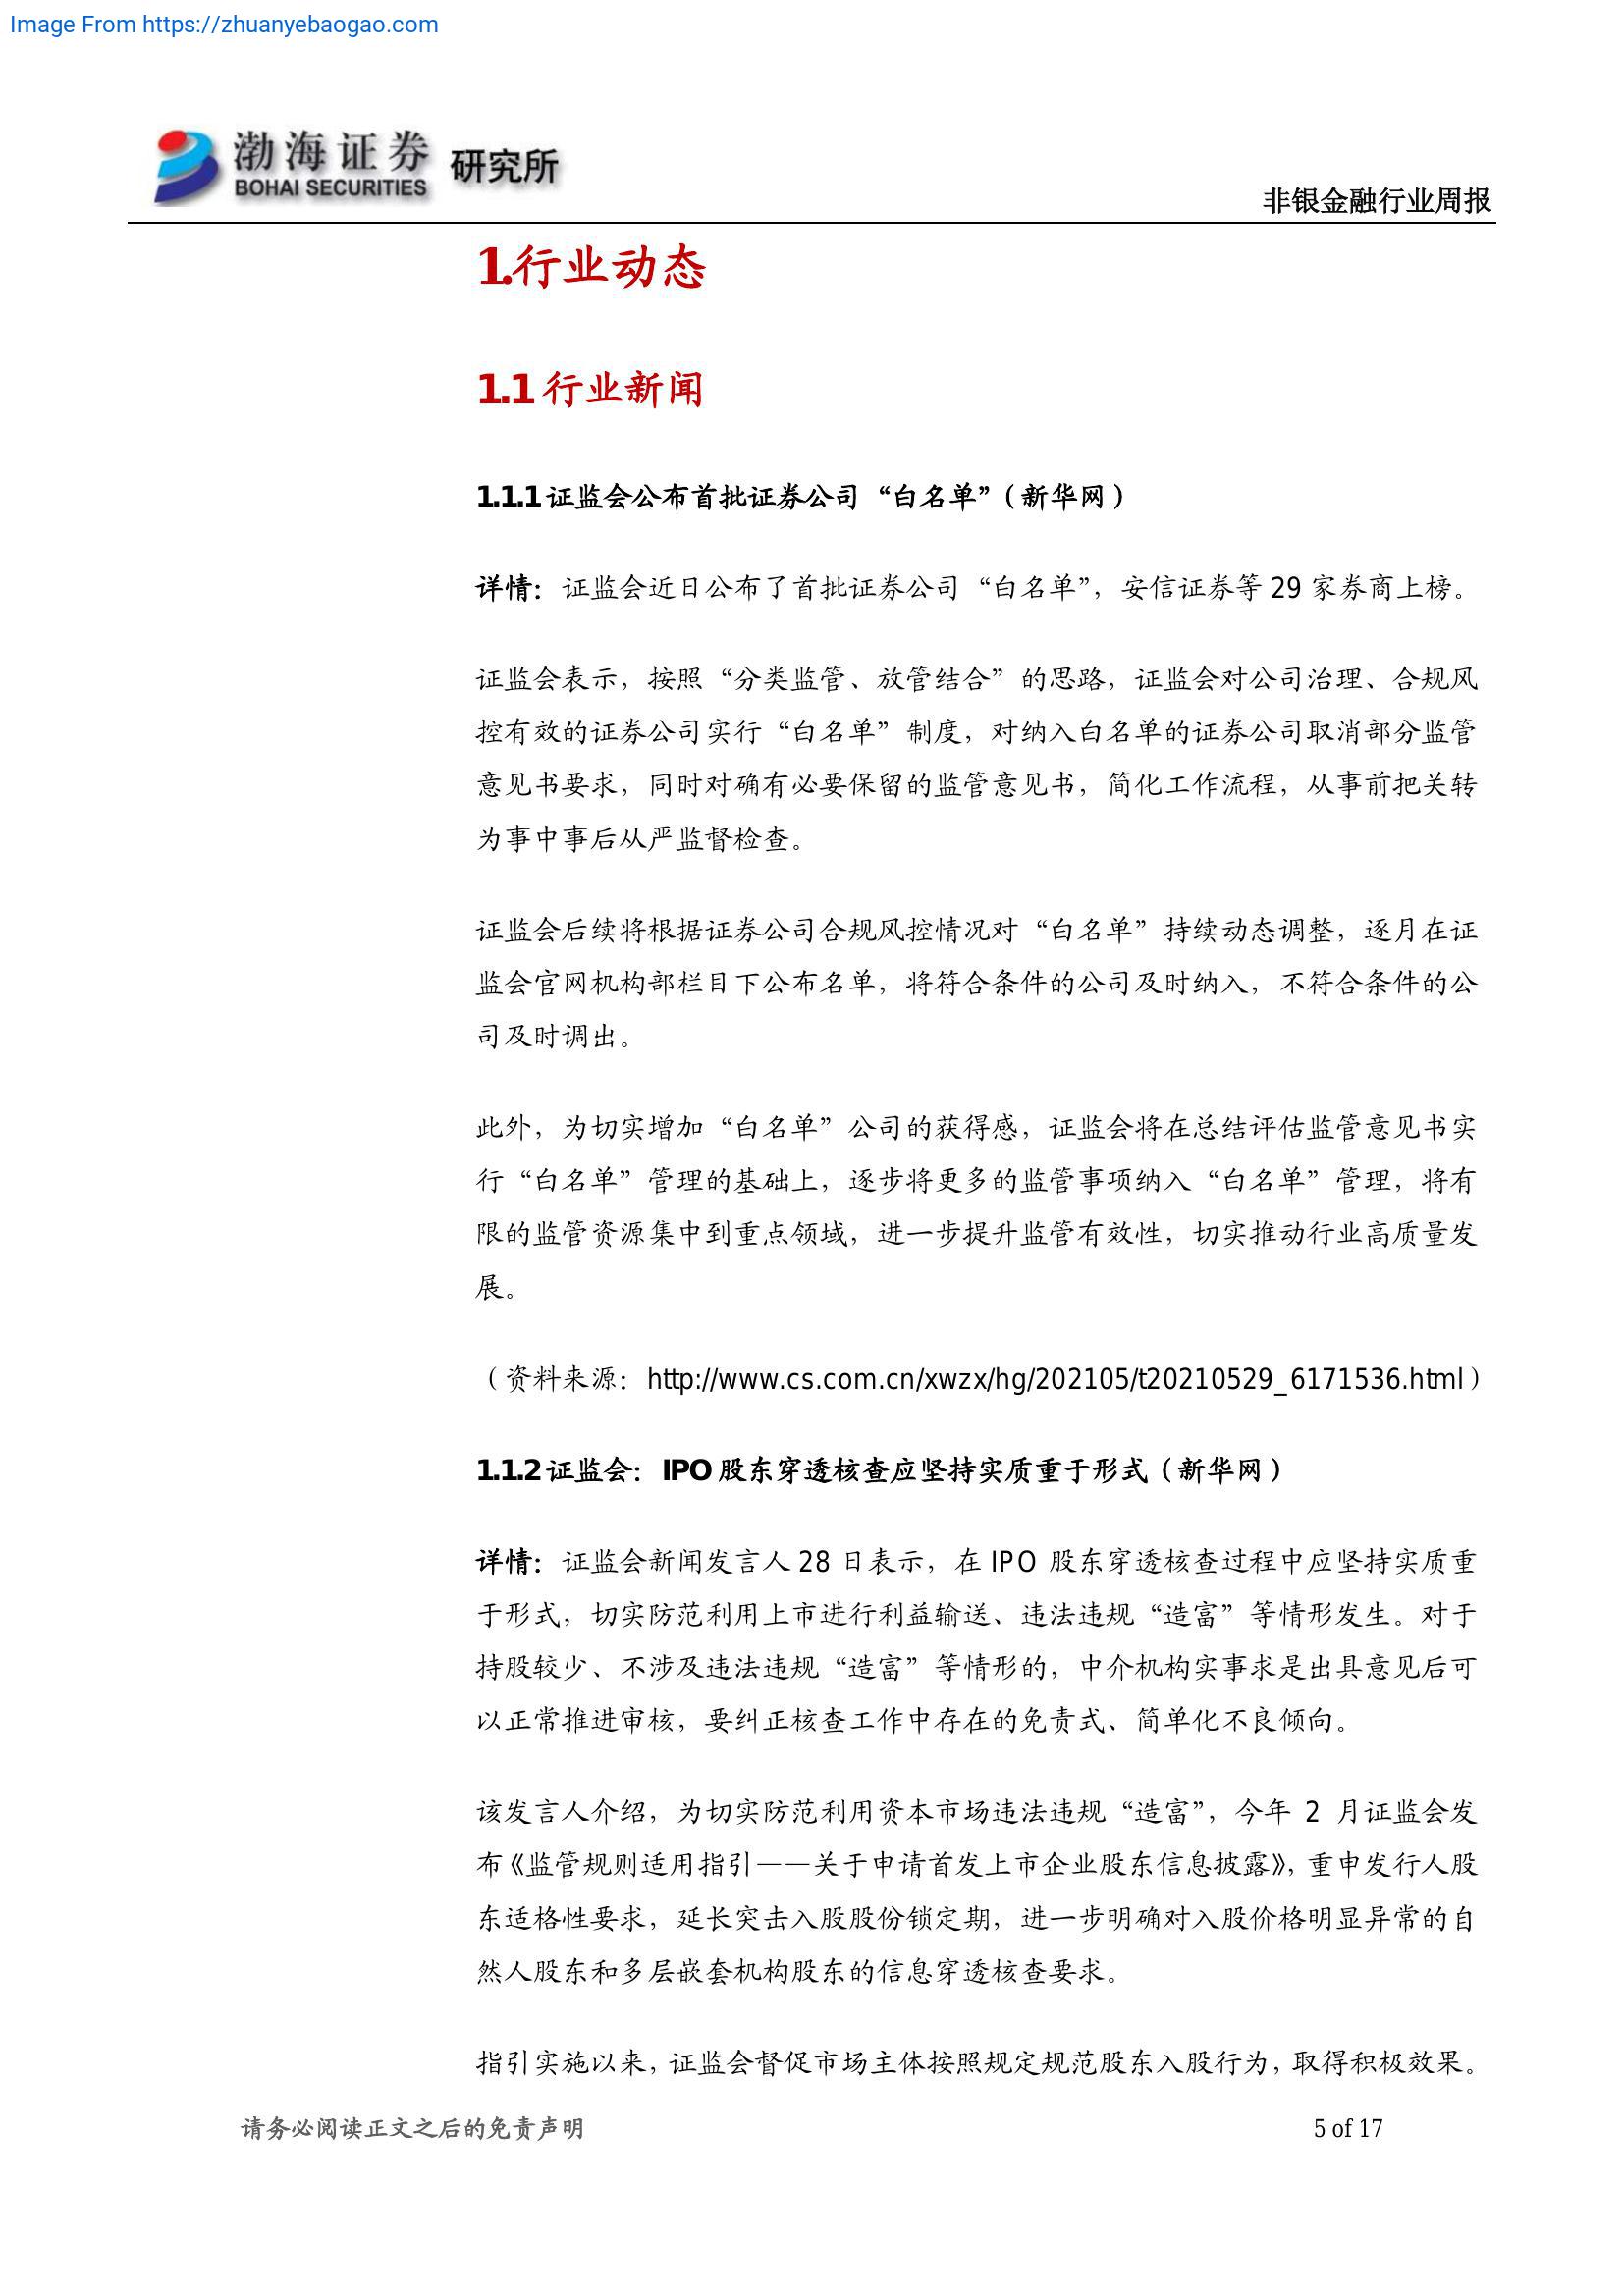 Image From https://zhuanyebaogao.com
渤海证券 研究所
BOHAI SECURITIES
非银金融行业周报
1.行业动态
1.1 行业新闻
1.1.1 证监会公布首批证券公司“白名单”（新华网）
详情：证监会近日公布了首批证券公司“白名单”，安信证券等 29 家券商上榜。
证监会表示，按照“分类监管、放管结合”的思路，证监会对公司治理、合规风
控有效的证券公司实行“白名单”制度，对纳入白名单的证券公司取消部分监管
意见书要求，同时对确有必要保留的监管意见书，简化工作流程，从事前把关转
为事中事后从严监督检查。
证监会后续将根据证券公司合规风控情况对“白名单”持续动态调整，逐月在证
监会官网机构部栏目下公布名单，将符合条件的公司及时纳入，不符合条件的公
司及时调出。
此外，为切实增加“白名单”公司的获得感，证监会将在总结评估监管意见书实
行“白名单”管理的基础上，逐步将更多的监管事项纳入“白名单”管理，将有
限的监管资源集中到重点领域，进一步提升监管有效性，切实推动行业高质量发
展。
（资料来源：http://www.cs.com.cn/xwzx/hg/202105/t20210529_6171536.html）
1.1.2 证监会：IPO 股东穿透核查应坚持实质重于形式（新华网）
详情：证监会新闻发言人 28 日表示，在 IPO 股东穿透核查过程中应坚持实质重
于形式，切实防范利用上市进行利益输送、违法违规“造富”等情形发生。对于
持股较少、不涉及违法违规“造富”等情形的，中介机构实事求是出具意见后可
以正常推进审核，要纠正核查工作中存在的免责式、简单化不良倾向。
该发言人介绍，为切实防范利用资本市场违法违规“造富”，今年 2 月证监会发
布《监管规则适用指引——关于申请首发上市企业股东信息披露》，重申发行人股
东适格性要求，延长突击入股股份锁定期，进一步明确对入股价格明显异常的自
然人股东和多层嵌套机构股东的信息穿透核查要求。
指引实施以来，证监会督促市场主体按照规定规范股东入股行为，取得积极效果。
请务必阅读正文之后的免责声明
5 of 17